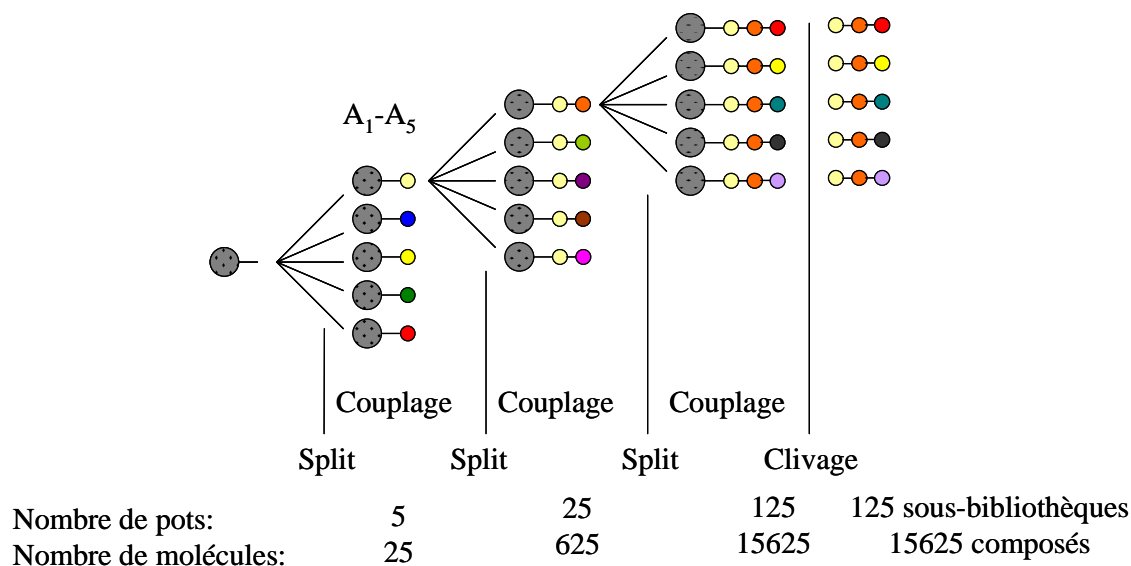 A₁-A₅
Couplage Couplage Couplage
Split Split Split Clivage
Nombre de pots: 5 25 125 125 sous-bibliothèques
Nombre de molécules: 25 625 15625 15625 composés